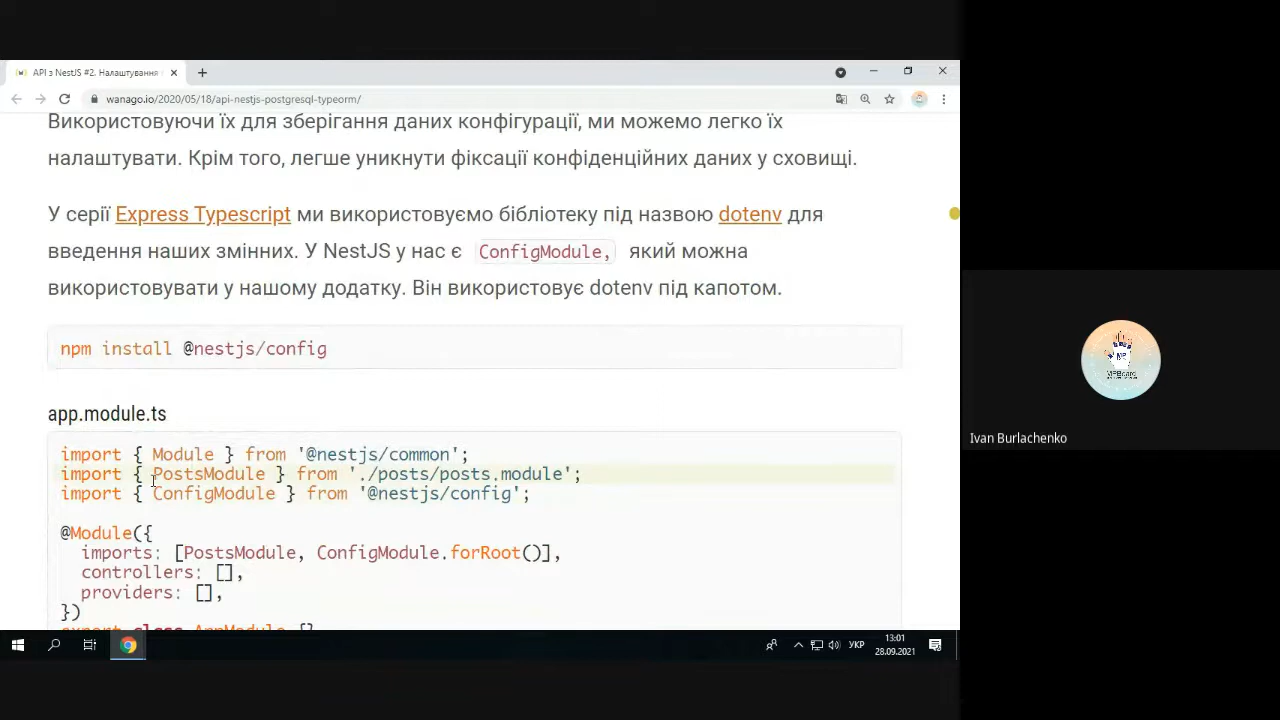 API з NestJS #2. Налаштування
wanago.io/2020/05/18/api-nestjs-postgresql-typeorm/
Використовуючи їх для зберігання даних конфігурації, ми можемо легко їх
налаштувати. Крім того, легше уникнути фіксації конфіденційних даних у сховищі.
У серії Express Typescript ми використовуємо бібліотеку під назвою dotenv для
введення наших змінних. У NestJS у нас є ConfigModule, який можна
використовувати у нашому додатку. Він використовує dotenv під капотом.
npm install @nestjs/config
app.module.ts
import { Module } from '@nestjs/common';
import { PostsModule } from './posts/posts.module';
import { ConfigModule } from '@nestjs/config';
@Module({
imports: [PostsModule, ConfigModule.forRoot()],
controllers: [],
providers: [],
})
export class AppModule {}
MPBoard
Ivan Burlachenko
УКР
13:01
28.09.2021